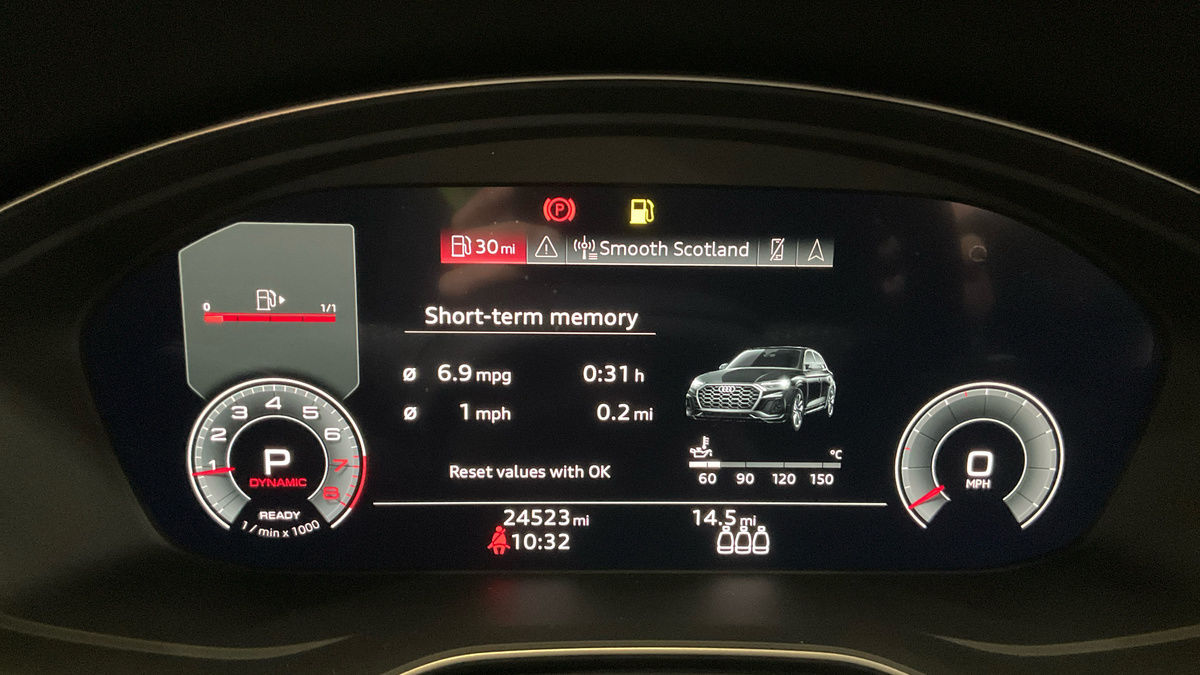 P
30 mi
Smooth Scotland
0 1/1
Short-term memory
ø 6.9 mpg 0:31 h
ø 1 mph 0.2 mi
Reset values with OK
°C
60 90 120 150
1 2 3 4 5 6 7 8
P
DYNAMIC
READY
1 / min x 1000
0
MPH
24523 mi 14.5 mi
10:32